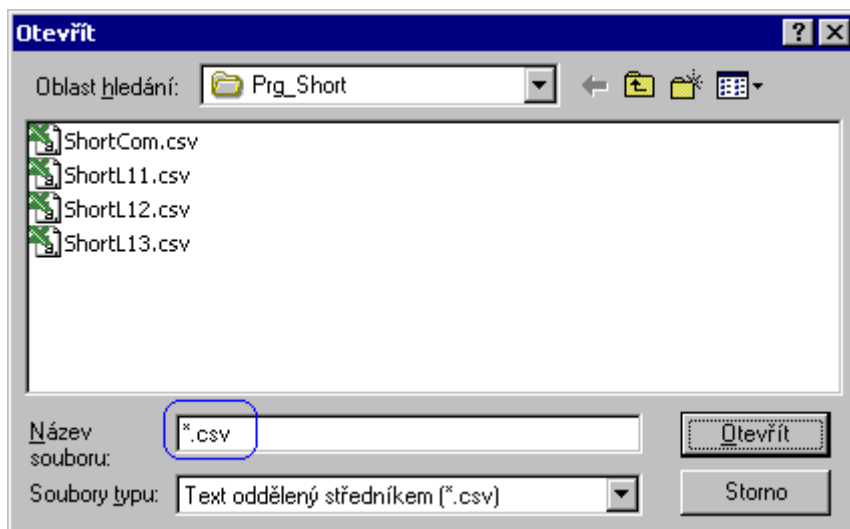 Otevřít
Oblast hledání: Prg_Short
ShortCom.csv
ShortL11.csv
ShortL12.csv
ShortL13.csv
Název souboru: *.csv
Otevřít
Soubory typu: Text oddělený středníkem (*.csv)
Storno